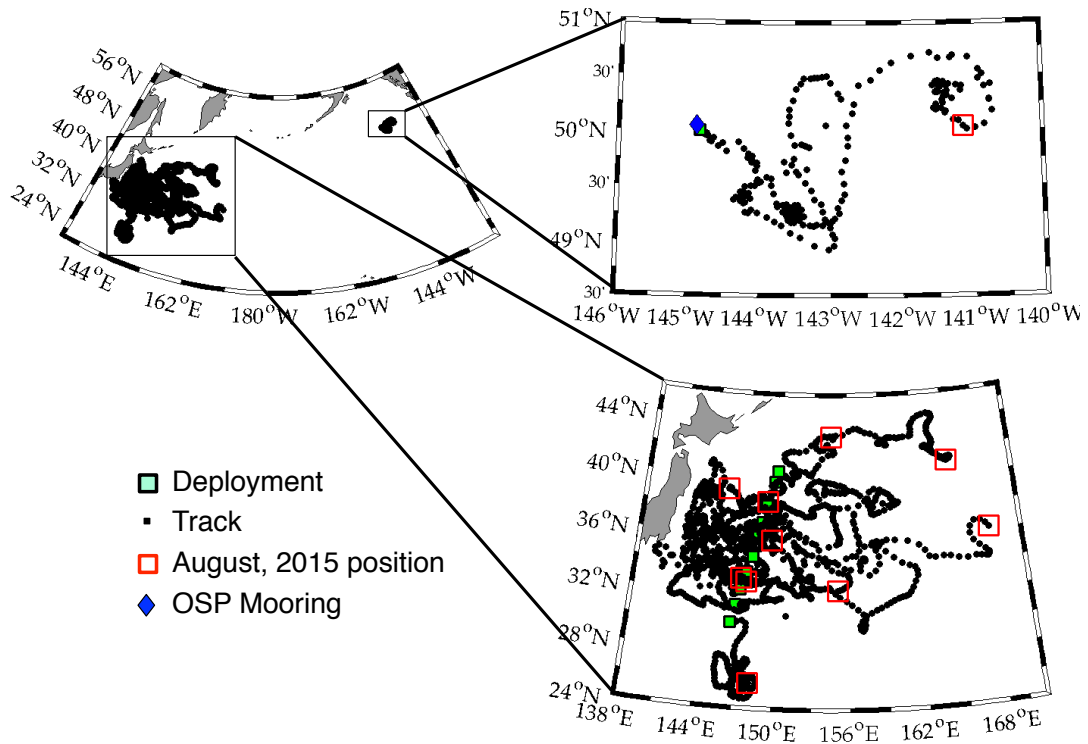 56°N
48°N
40°N
32°N
24°N
144°E
162°E
180°W
162°W
144°W
51°N
30'
50°N
30'
49°N
30'
146°W 145°W 144°W 143°W 142°W 141°W 140°W
44°N
40°N
36°N
32°N
28°N
24°N
138°E
144°E
150°E
156°E
162°E
168°E
Deployment
Track
August, 2015 position
OSP Mooring